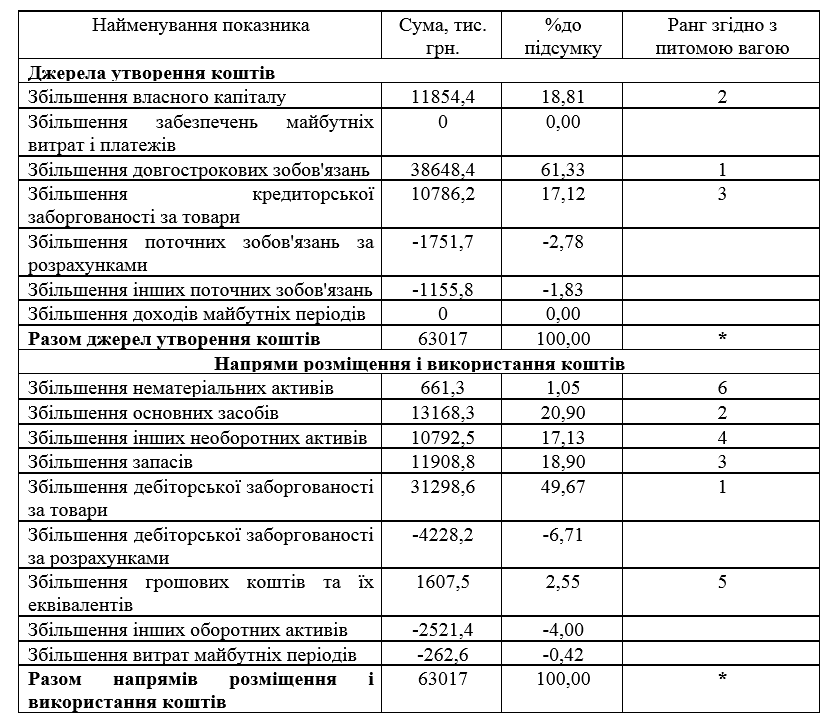 Найменування показника Сума, тис. %до Ранг згідно з
грн. підсумку питомою вагою
Джерела утворення коштів
Збільшення власного капіталу 11854,4 18,81 2
Збільшення забезпечень майбутніх 0 0,00
витрат і платежів
Збільшення довгострокових зобов'язань 38648,4 61,33 1
Збільшення кредиторської 10786,2 17,12 3
заборгованості за товари
Збільшення поточних зобов'язань за -1751,7 -2,78
розрахунками
Збільшення інших поточних зобов'язань -1155,8 -1,83
Збільшення доходів майбутніх періодів 0 0,00
Разом джерел утворення коштів 63017 100,00 *
Напрями розміщення і використання коштів
Збільшення нематеріальних активів 661,3 1,05 6
Збільшення основних засобів 13168,3 20,90 2
Збільшення інших необоротних активів 10792,5 17,13 4
Збільшення запасів 11908,8 18,90 3
Збільшення дебіторської заборгованості 31298,6 49,67 1
за товари
Збільшення дебіторської заборгованості -4228,2 -6,71
за розрахунками
Збільшення грошових коштів та їх 1607,5 2,55 5
еквівалентів
Збільшення інших оборотних активів -2521,4 -4,00
Збільшення витрат майбутніх періодів -262,6 -0,42
Разом напрямів розміщення і 63017 100,00 *
використання коштів